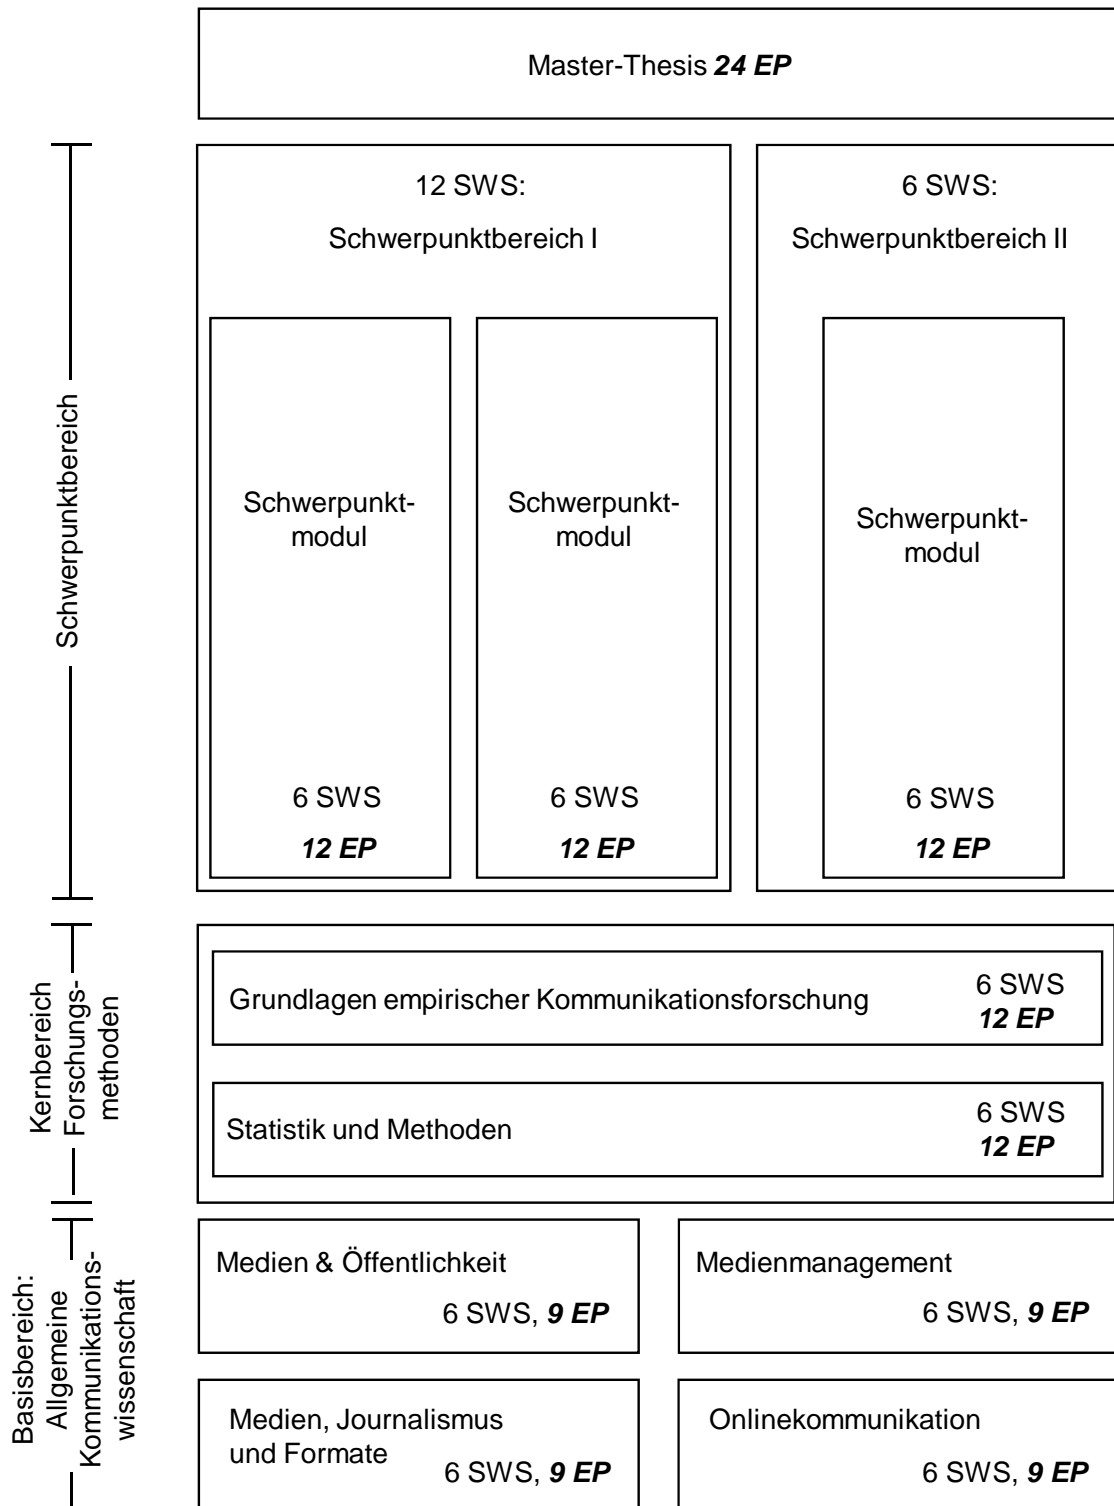 Master-Thesis 24 EP
Schwerpunktbereich
12 SWS:
Schwerpunktbereich I
6 SWS:
Schwerpunktbereich II
Schwerpunkt-
modul
6 SWS
12 EP
Schwerpunkt-
modul
6 SWS
12 EP
Schwerpunkt-
modul
6 SWS
12 EP
Kernbereich
Forschungs-
methoden
Grundlagen empirischer Kommunikationsforschung
6 SWS
12 EP
Statistik und Methoden
6 SWS
12 EP
Basisbereich:
Allgemeine
Kommunikations-
wissenschaft
Medien & Öffentlichkeit
6 SWS, 9 EP
Medienmanagement
6 SWS, 9 EP
Medien, Journalismus
und Formate
6 SWS, 9 EP
Onlinekommunikation
6 SWS, 9 EP